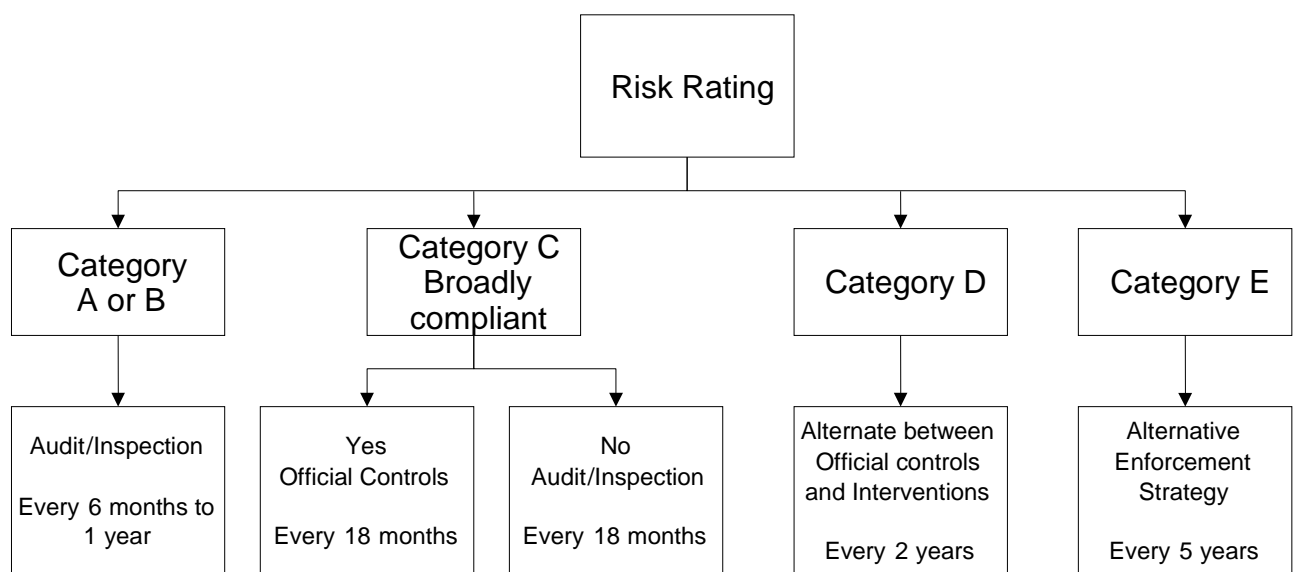 Risk Rating
Category
A or B
Category C
Broadly
compliant
Category D
Category E
Audit/Inspection
Every 6 months to
1 year
Yes
Official Controls
Every 18 months
No
Audit/Inspection
Every 18 months
Alternate between
Official controls
and Interventions
Every 2 years
Alternative
Enforcement
Strategy
Every 5 years